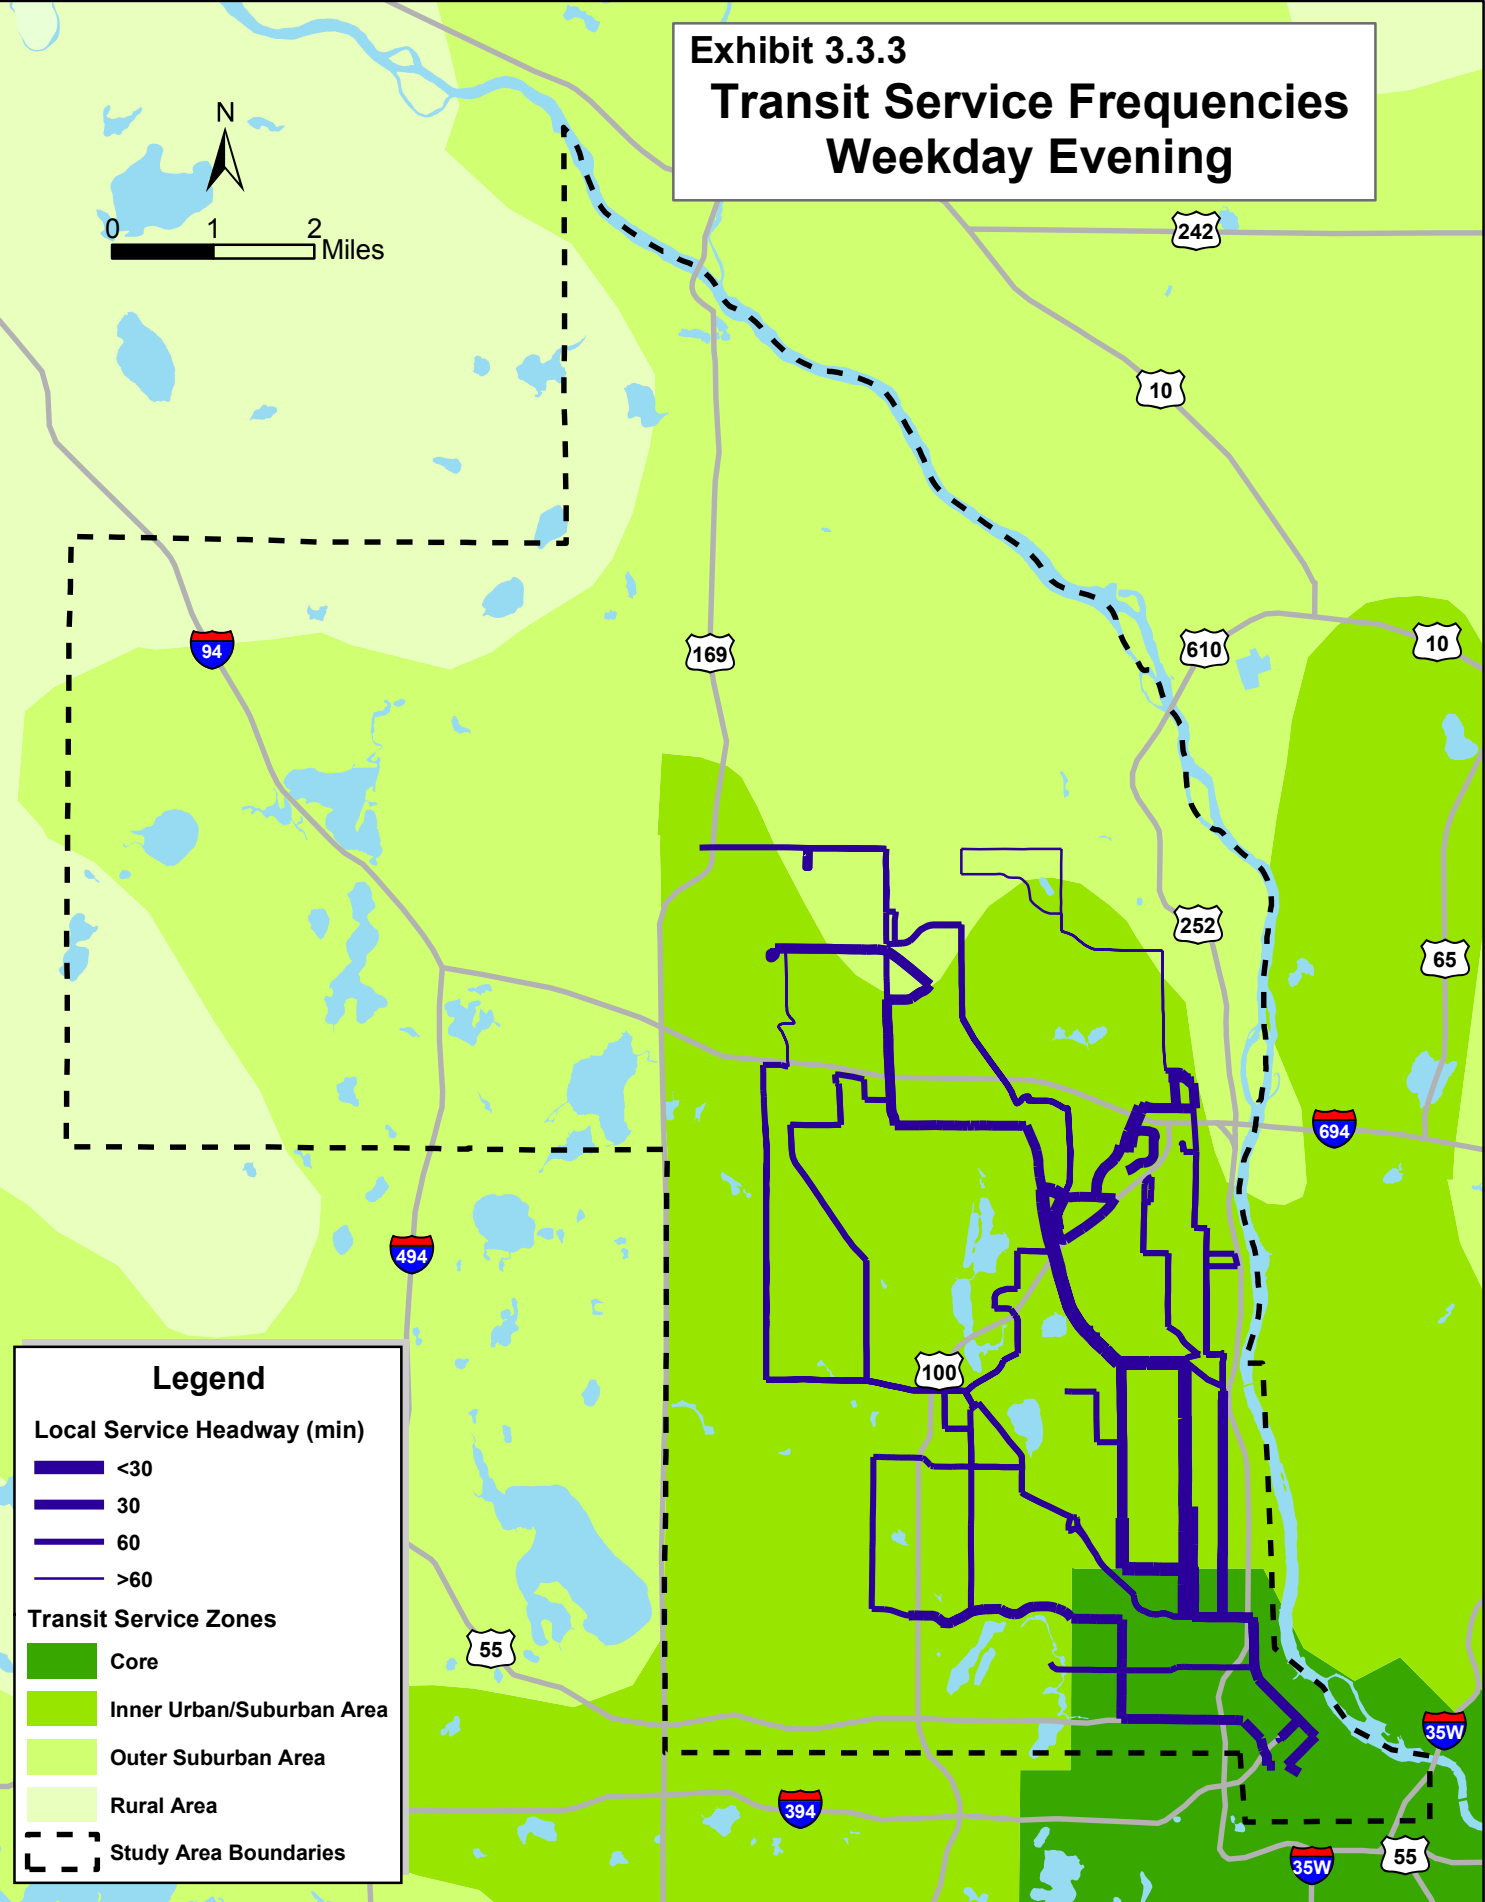 Exhibit 3.3.3
Transit Service Frequencies
Weekday Evening
N
0 1 2
Miles
242
10
94
169
610
10
252
65
694
494
100
55
35W
394
35W
55
Legend
Local Service Headway (min)
<30
30
60
>60
Transit Service Zones
Core
Inner Urban/Suburban Area
Outer Suburban Area
Rural Area
Study Area Boundaries